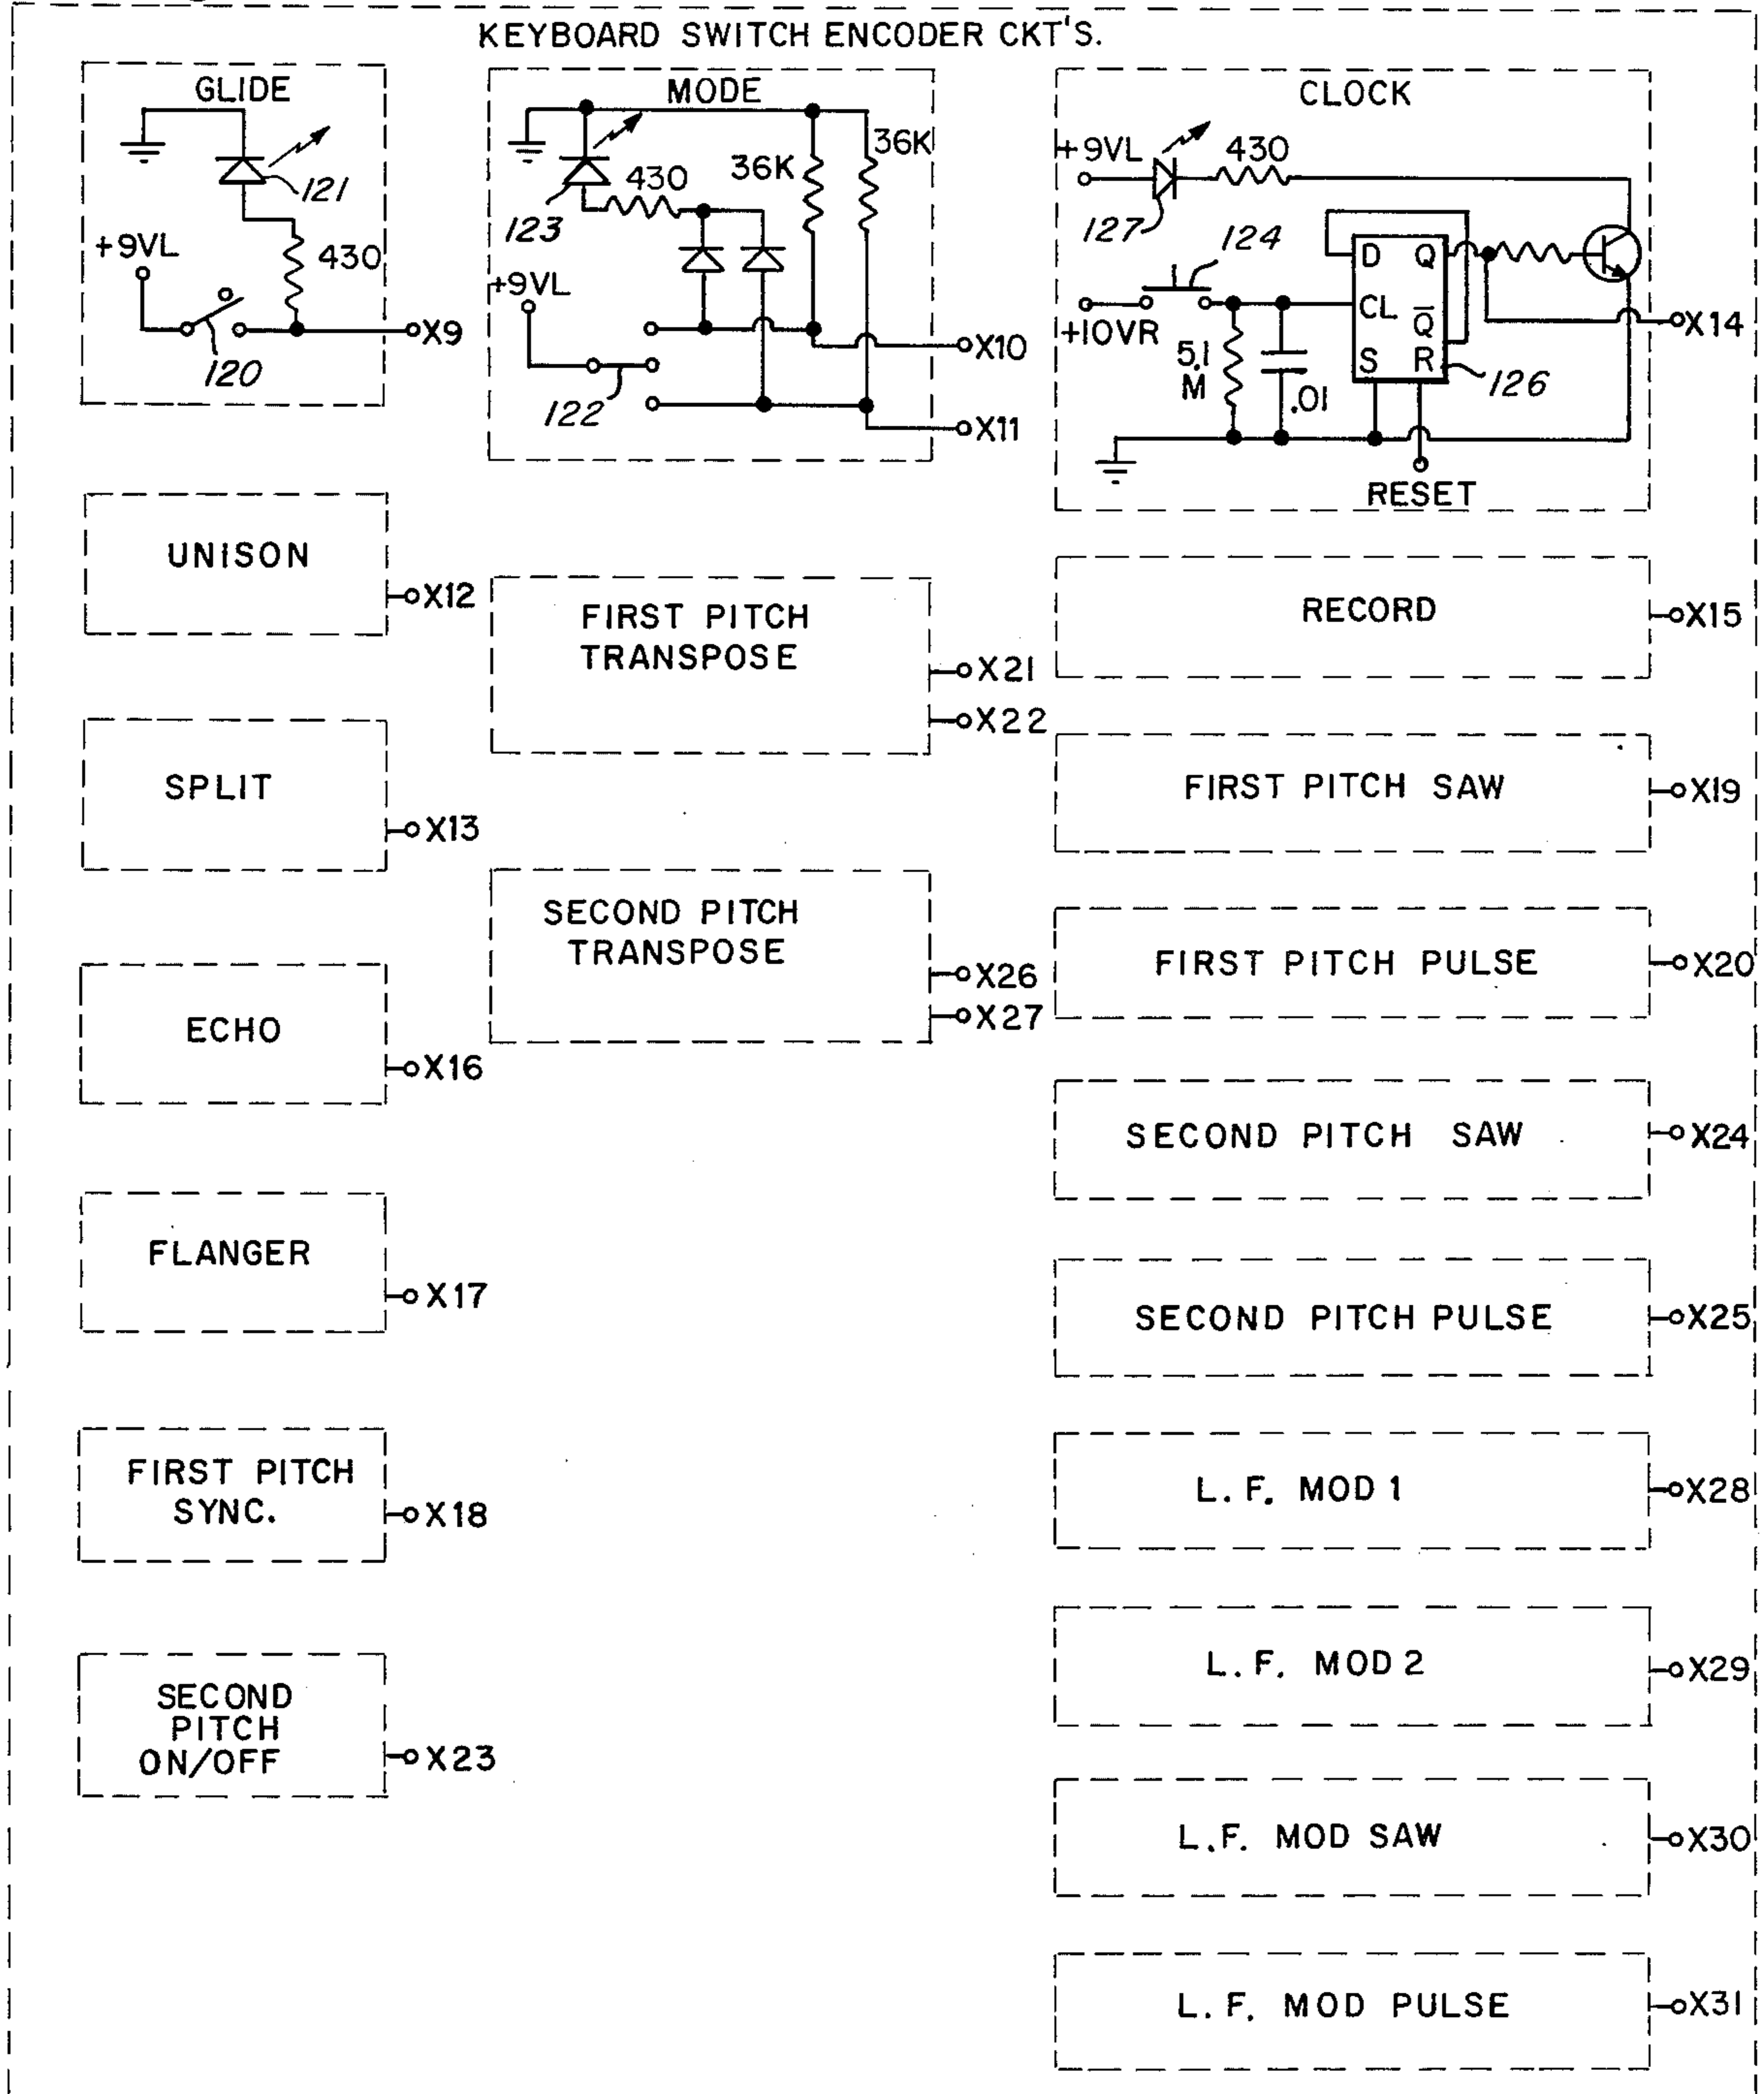 KEYBOARD SWITCH ENCODER CKT'S.
GLIDE
121
+9VL
430
120
X9
MODE
36K
36K
430
123
+9VL
122
X10
X11
CLOCK
+9VL
430
127
124
D Q
CL
Q̅
S R
+10VR
5.1
M
.01
126
X14
RESET
UNISON
X12
SPLIT
X13
ECHO
X16
FLANGER
X17
FIRST PITCH
SYNC.
X18
SECOND
PITCH
ON/OFF
X23
FIRST PITCH
TRANSPOSE
X21
X22
SECOND PITCH
TRANSPOSE
X26
X27
RECORD
X15
FIRST PITCH SAW
X19
FIRST PITCH PULSE
X20
SECOND PITCH SAW
X24
SECOND PITCH PULSE
X25
L. F. MOD 1
X28
L. F. MOD 2
X29
L.F. MOD SAW
X30
L. F. MOD PULSE
X31